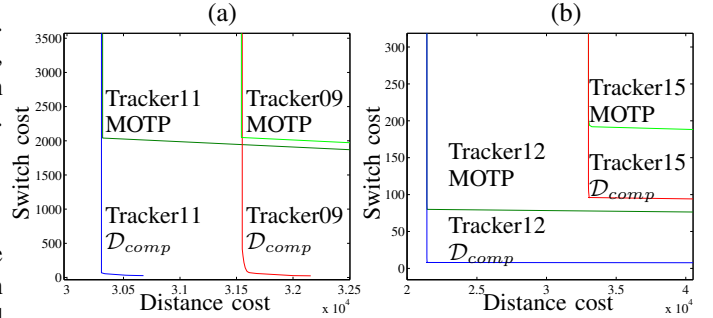 (a)
3500
3000
2500
2000
1500
1000
500
0
Switch cost
Tracker11
MOTP
Tracker09
MOTP
Tracker11
𝒟comp
Tracker09
𝒟comp
3 3.05 3.1 3.15 3.2 3.25
Distance cost
x 10⁴
(b)
300
250
200
150
100
50
0
Switch cost
Tracker15
MOTP
Tracker12
MOTP
Tracker15
𝒟comp
Tracker12
𝒟comp
2 2.5 3 3.5 4
Distance cost
x 10⁴